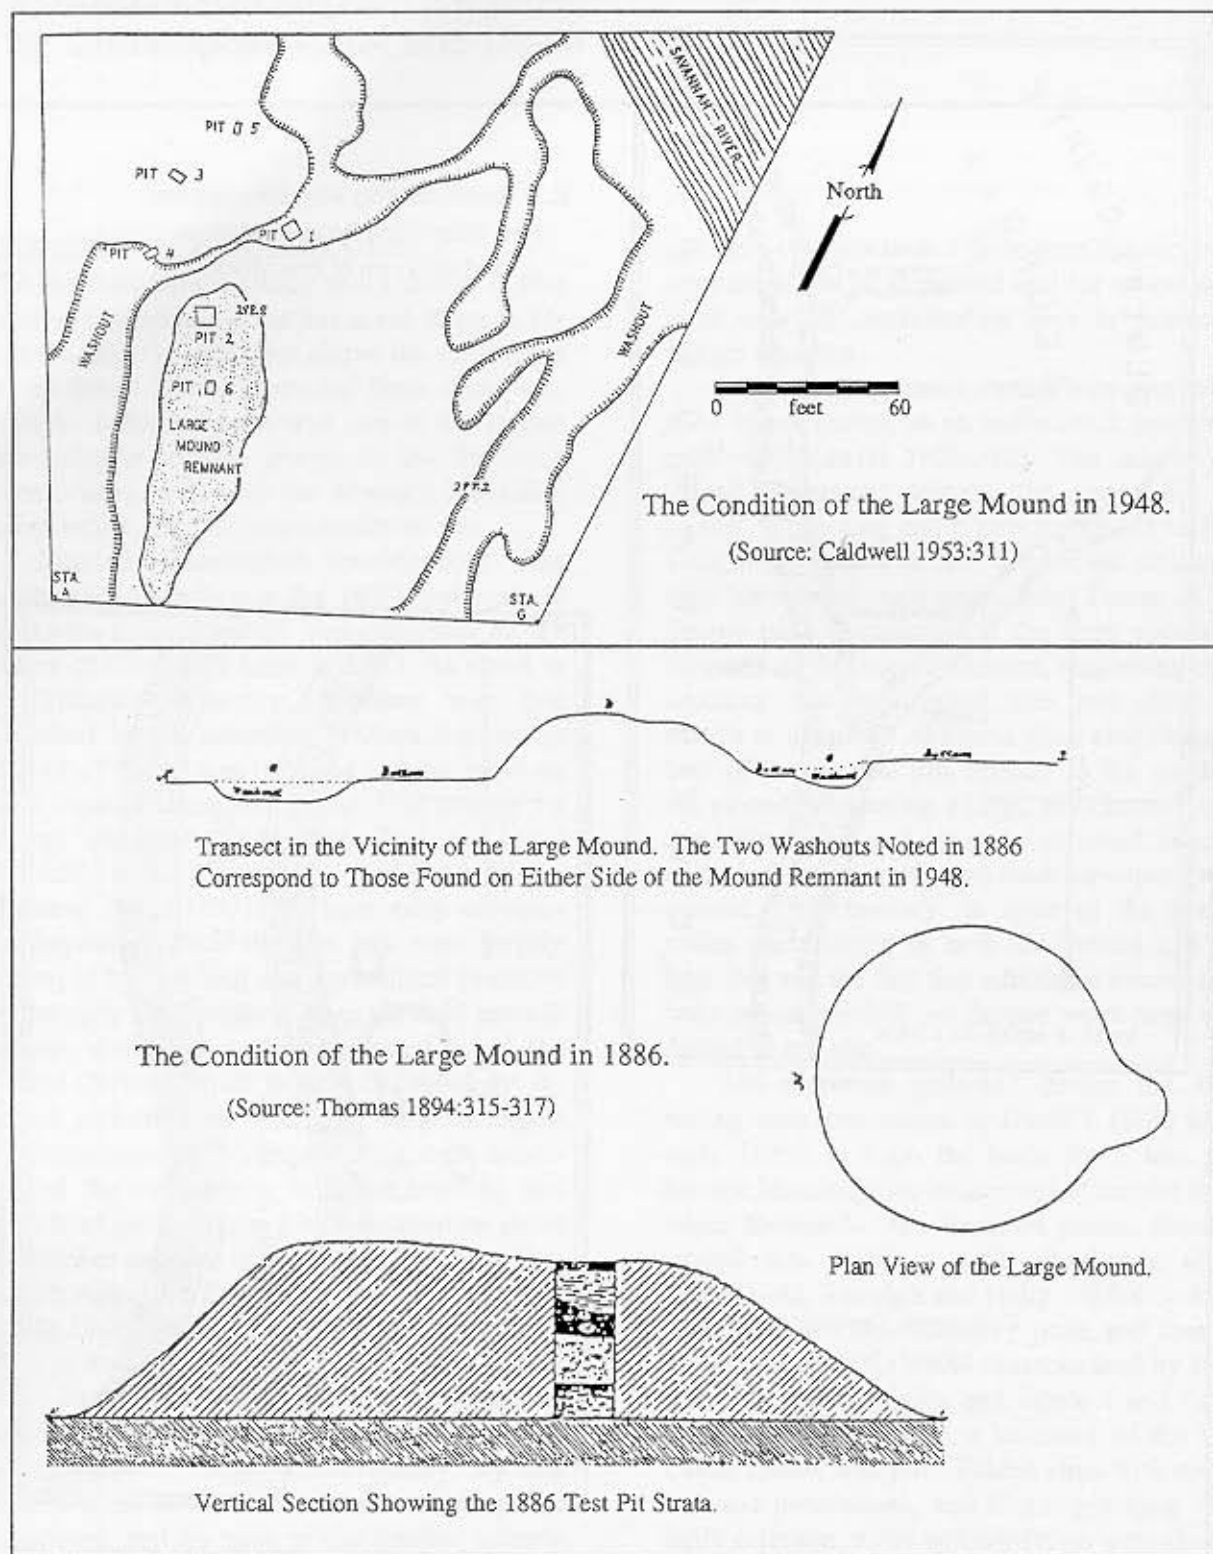 SAVANNAH RIVER
PIT 5
PIT 3
North
PIT 1
PIT 4
WASHOUT
PIT 2
WASHOUT
PIT 6
0 feet 60
LARGE
MOUND
REMNANT
The Condition of the Large Mound in 1948.
(Source: Caldwell 1953:311)
STA.
A
STA.
G
Transect in the Vicinity of the Large Mound. The Two Washouts Noted in 1886
Correspond to Those Found on Either Side of the Mound Remnant in 1948.
The Condition of the Large Mound in 1886.
(Source: Thomas 1894:315-317)
Plan View of the Large Mound.
Vertical Section Showing the 1886 Test Pit Strata.